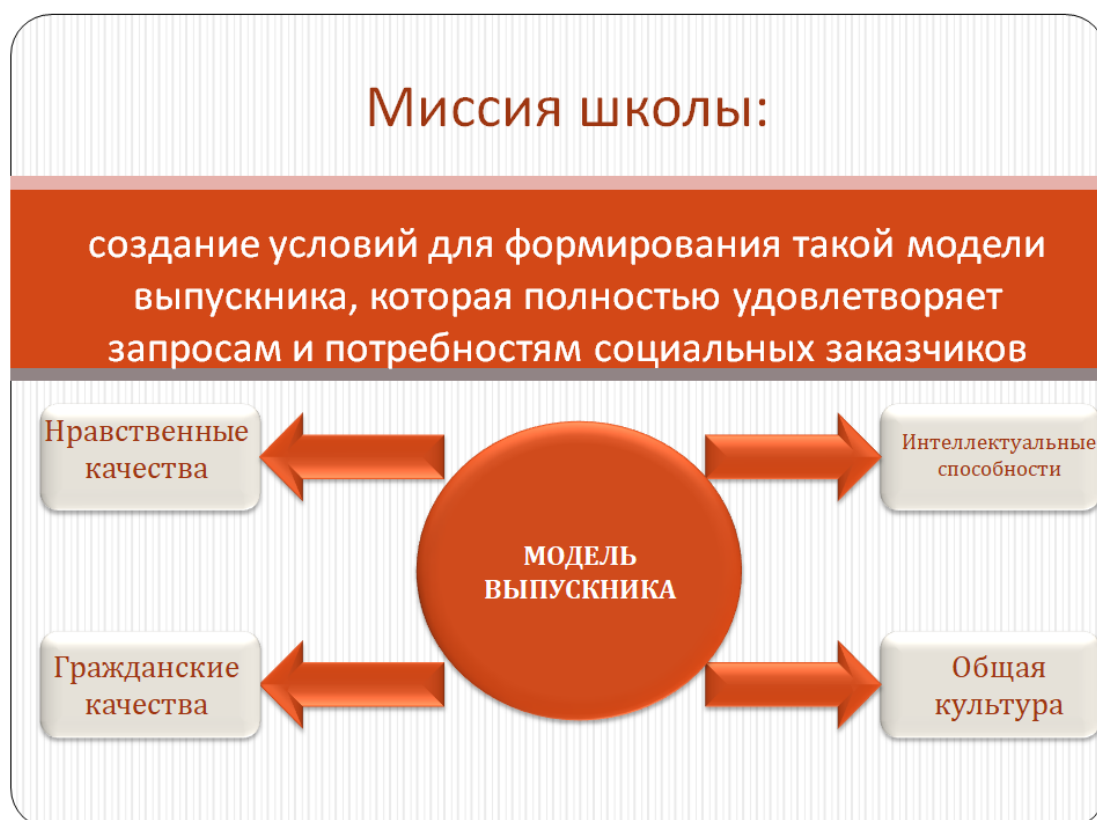 Миссия школы:
создание условий для формирования такой модели
выпускника, которая полностью удовлетворяет
запросам и потребностям социальных заказчиков
Нравственные
качества
Интеллектуальные
способности
МОДЕЛЬ
ВЫПУСКНИКА
Гражданские
качества
Общая
культура